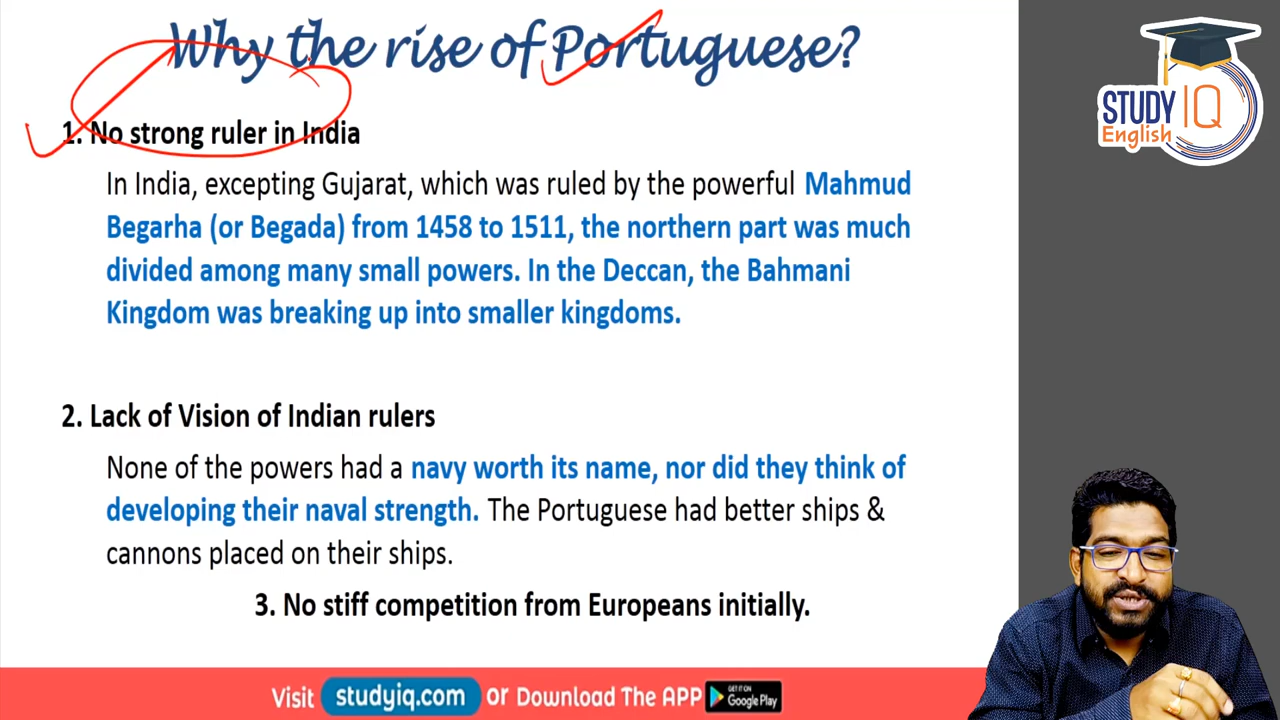 Why the rise of Portuguese?
STUDY IQ
English
1. No strong ruler in India
In India, excepting Gujarat, which was ruled by the powerful Mahmud
Begarha (or Begada) from 1458 to 1511, the northern part was much
divided among many small powers. In the Deccan, the Bahmani
Kingdom was breaking up into smaller kingdoms.
2. Lack of Vision of Indian rulers
None of the powers had a navy worth its name, nor did they think of
developing their naval strength. The Portuguese had better ships &
cannons placed on their ships.
3. No stiff competition from Europeans initially.
Visit studyiq.com or Download The APP GET IT ON Google Play